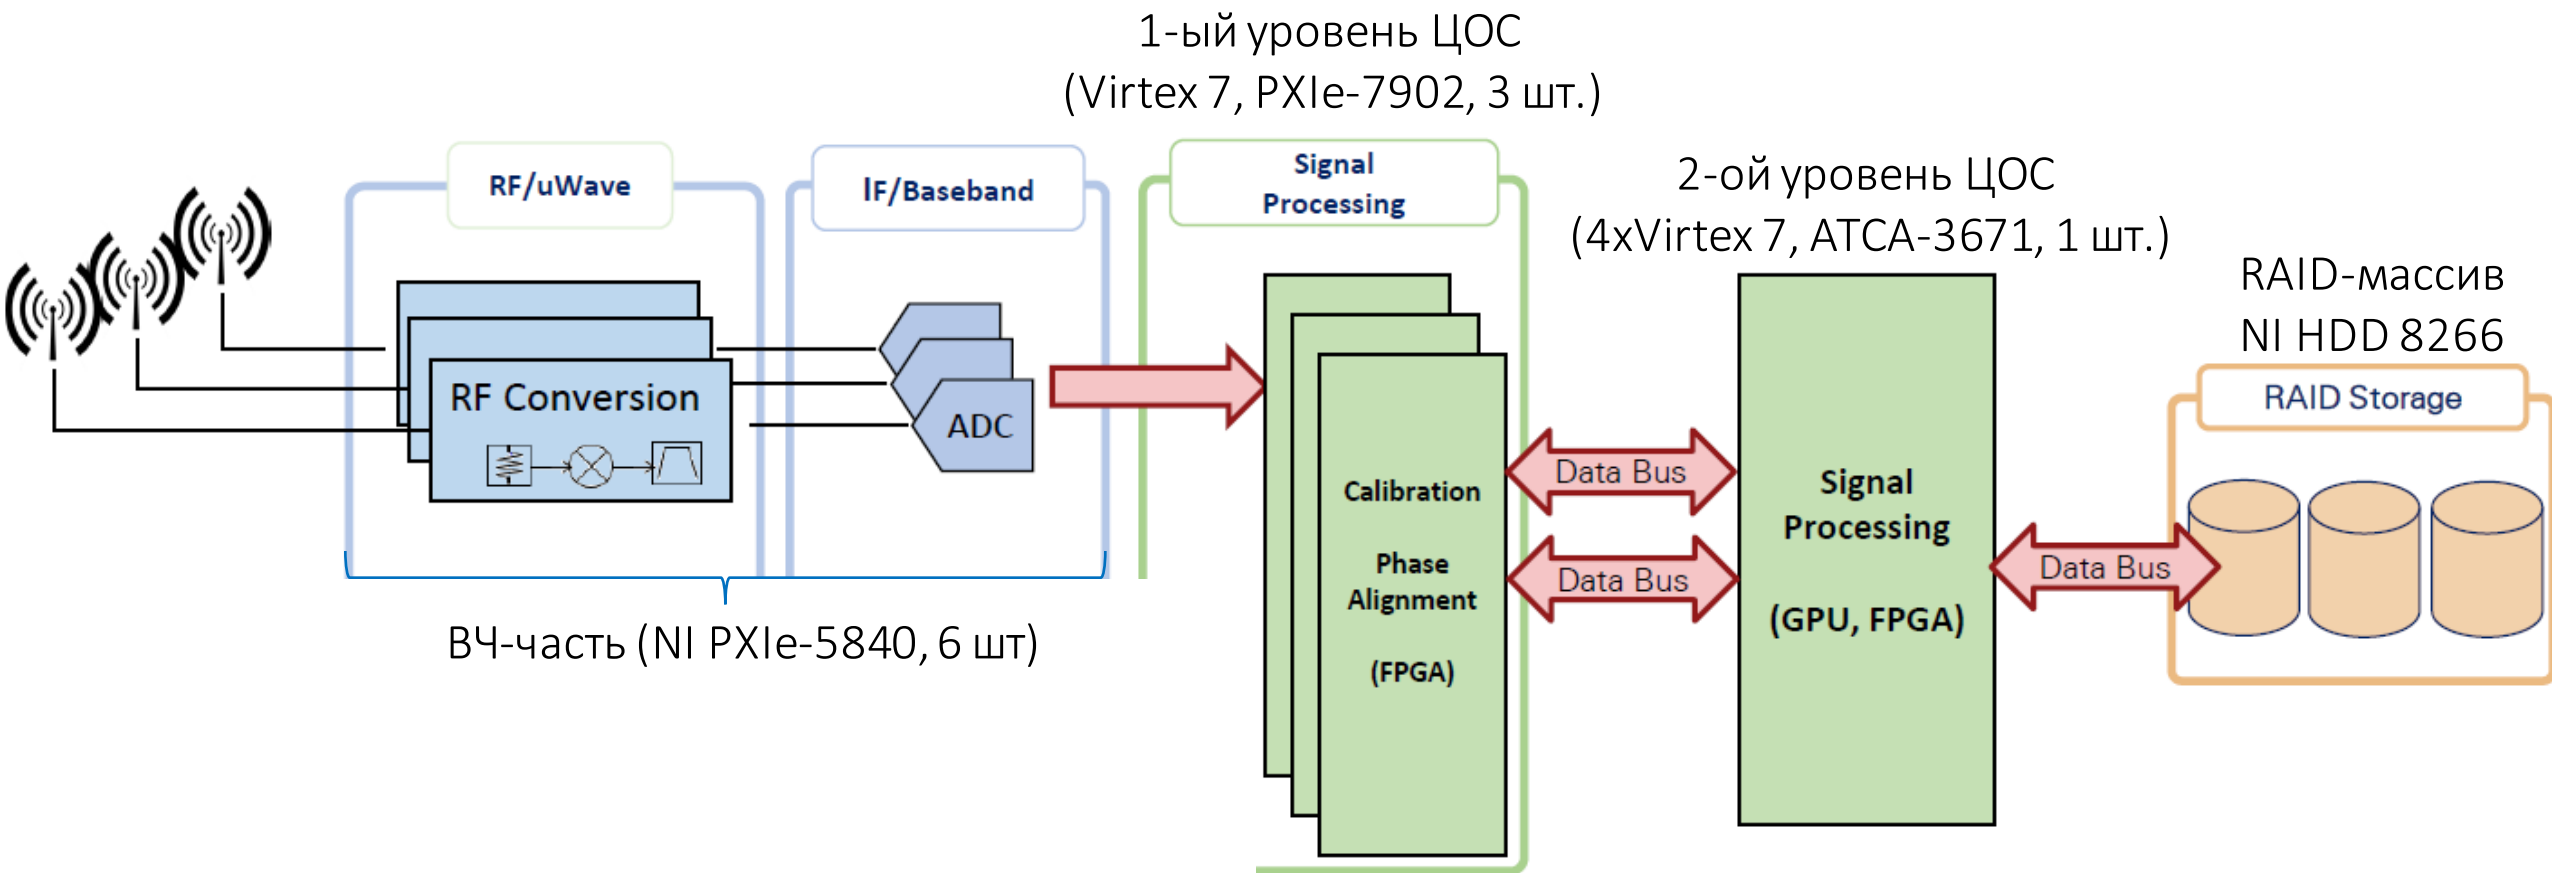 1-ый уровень ЦОС
(Virtex 7, PXIe-7902, 3 шт.)
RF/uWave
IF/Baseband
Signal
Processing
2-ой уровень ЦОС
(4xVirtex 7, ATCA-3671, 1 шт.)
RAID-массив
NI HDD 8266
RAID Storage
RF Conversion
ADC
Calibration
Phase
Alignment
(FPGA)
Data Bus
Data Bus
Signal
Processing
(GPU, FPGA)
Data Bus
ВЧ-часть (NI PXIe-5840, 6 шт)